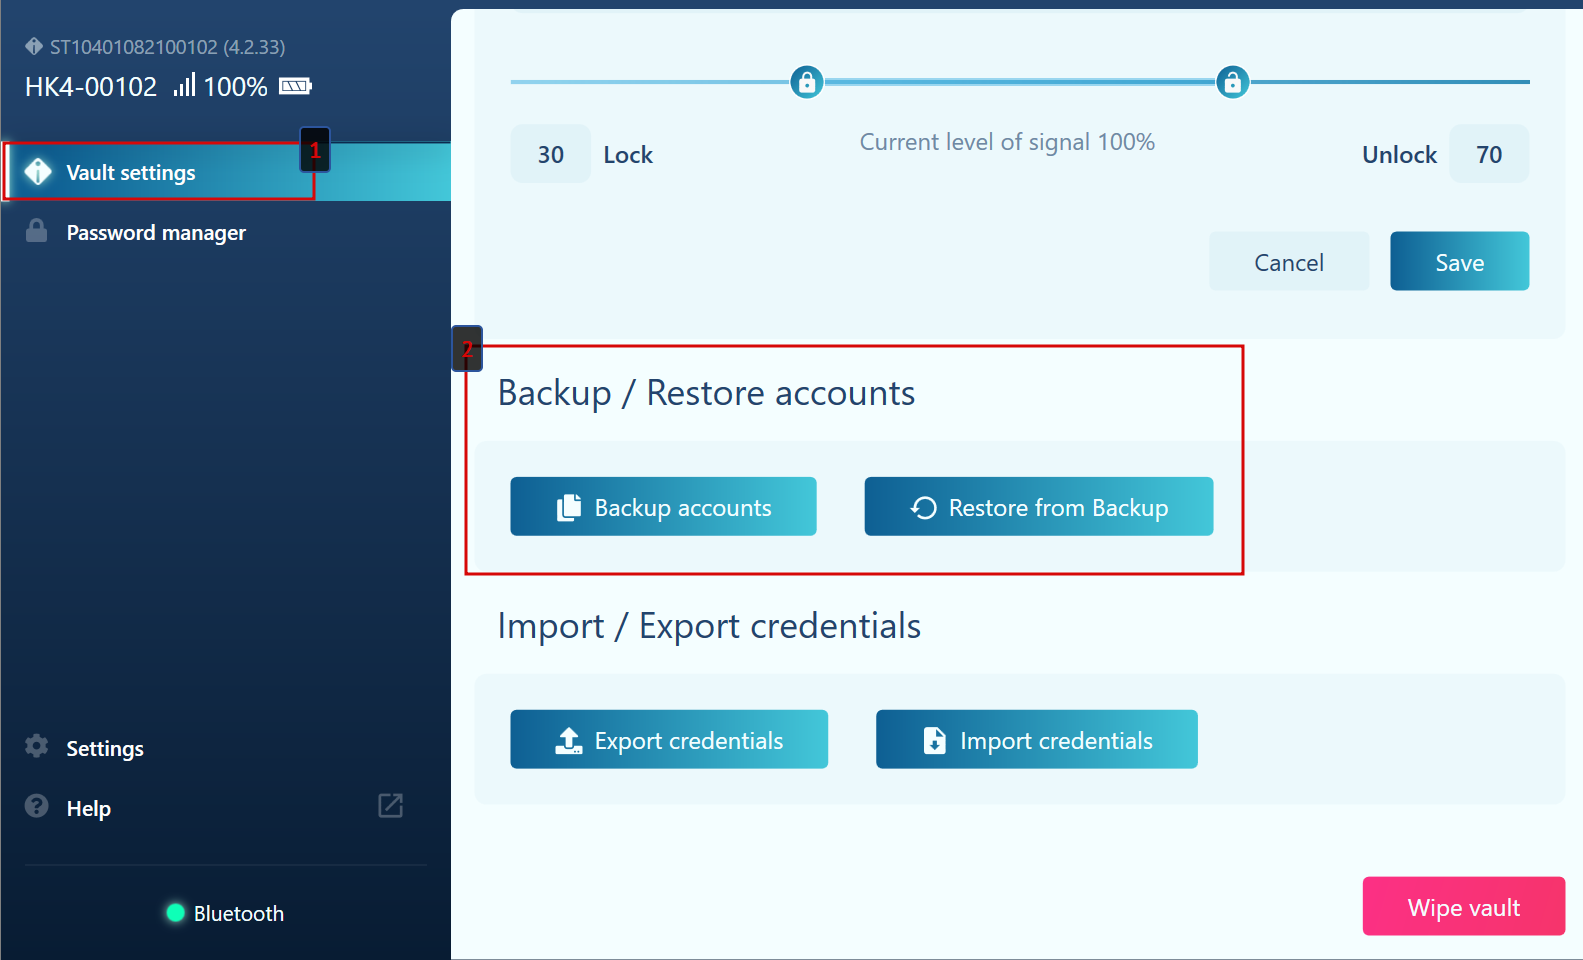 ST10401082100102 (4.2.33)
HK4-00102 100%
1
Vault settings
Password manager
Settings
Help
Bluetooth
30 Lock
Current level of signal 100%
Unlock 70
Cancel Save
2
Backup / Restore accounts
Backup accounts Restore from Backup
Import / Export credentials
Export credentials Import credentials
Wipe vault